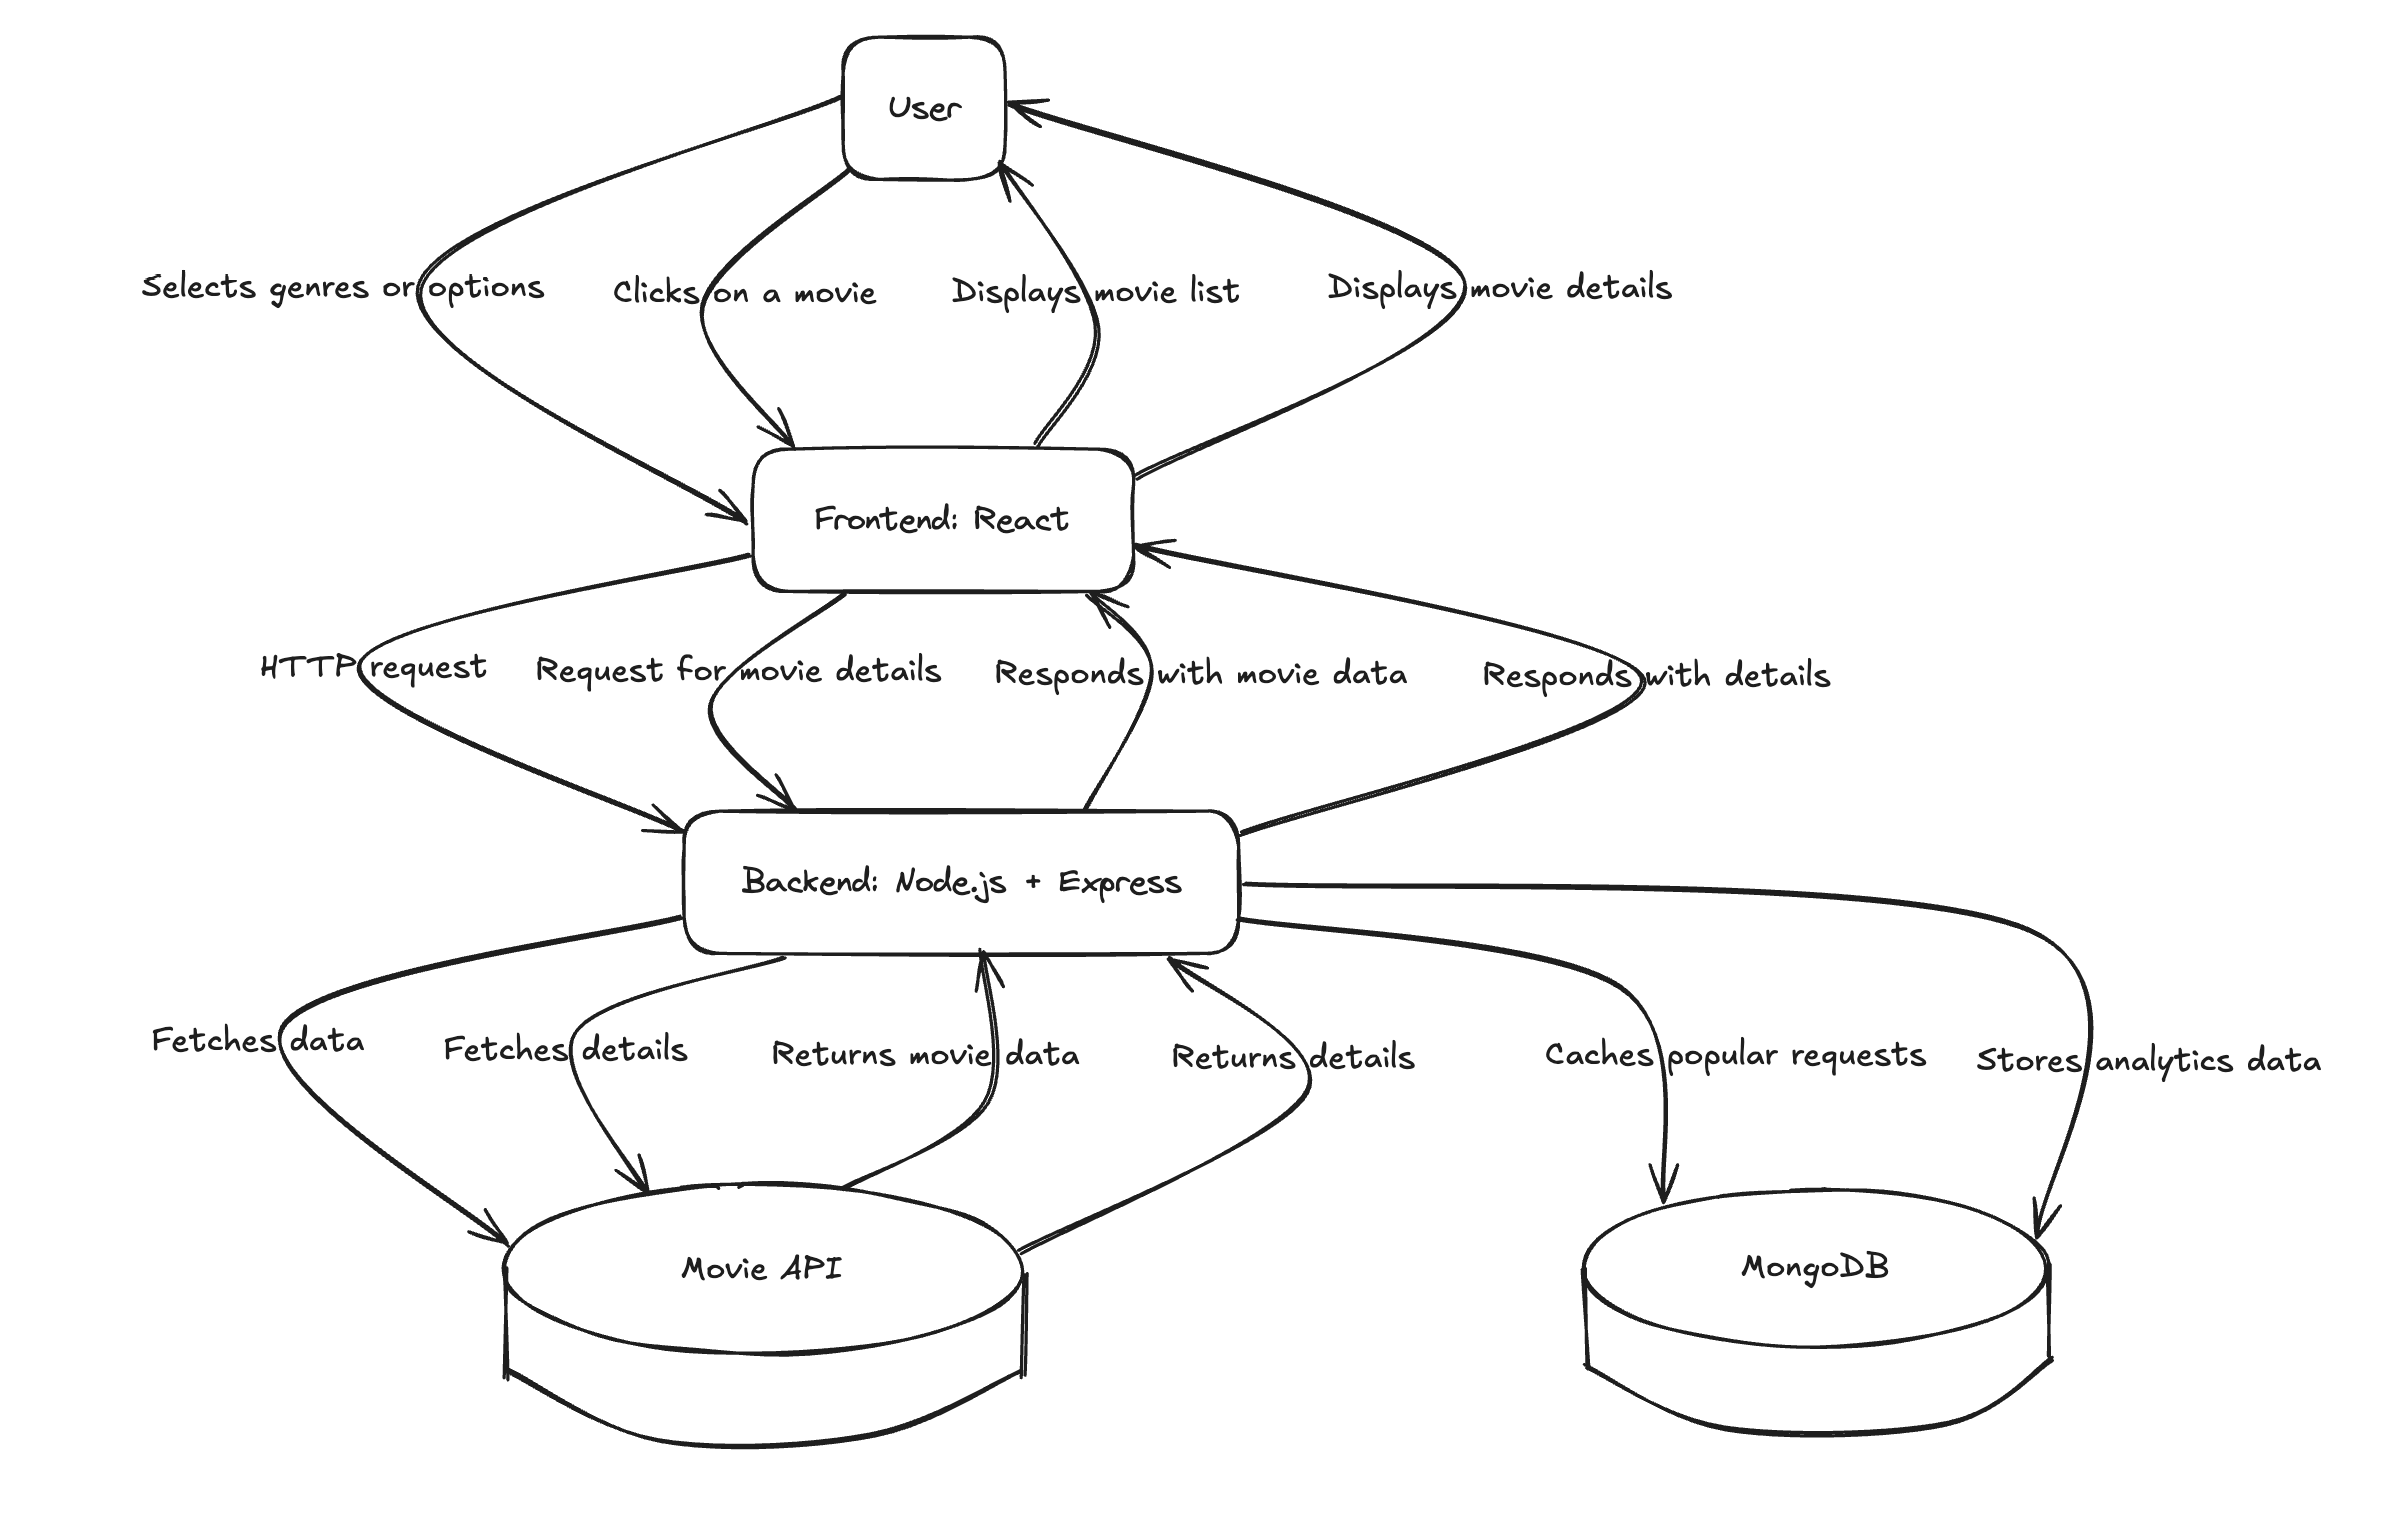 User
Selects genres or options
Clicks on a movie
Displays movie list
Displays movie details
Frontend: React
HTTP request
Request for movie details
Responds with movie data
Responds with details
Backend: Node.js + Express
Fetches data
Fetches details
Returns movie data
Returns details
Caches popular requests
Stores analytics data
Movie API
MongoDB